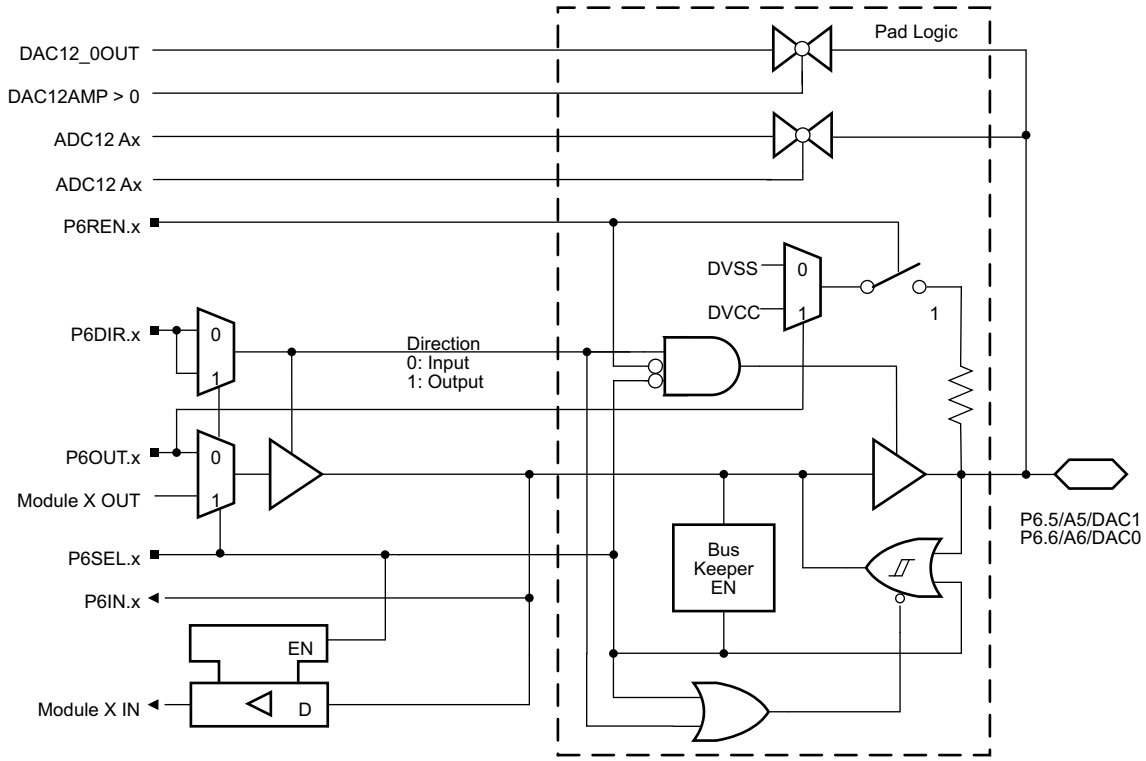 Pad Logic
DAC12_0OUT
DAC12AMP > 0
ADC12 Ax
ADC12 Ax
P6REN.x
DVSS
0
DVCC
1
1
P6DIR.x
0
1
Direction
0: Input
1: Output
P6OUT.x
0
Module X OUT
1
P6SEL.x
P6IN.x
Bus
Keeper
EN
P6.5/A5/DAC1
P6.6/A6/DAC0
EN
Module X IN
D